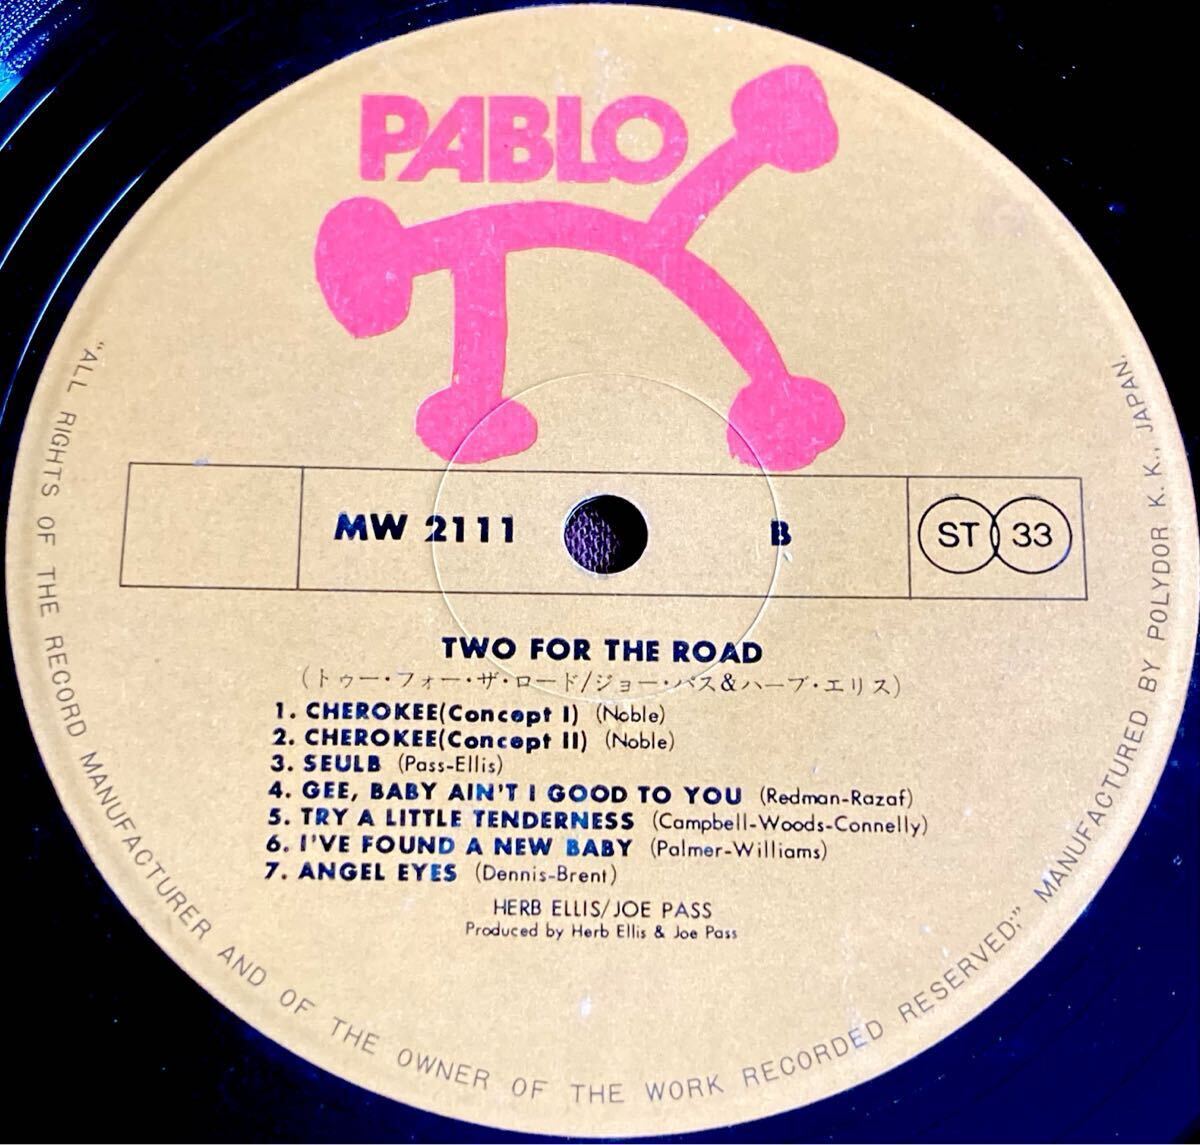 PABLO
MW 2111
B
ST 33
TWO FOR THE ROAD
(トゥー・フォー・ザ・ロード/ジョー・パス&ハーブ・エリス)
1. CHEROKEE(Concept I) (Noble)
2. CHEROKEE(Concept II) (Noble)
3. SEULB (Pass-Ellis)
4. GEE, BABY AIN'T I GOOD TO YOU (Redman-Razaf)
5. TRY A LITTLE TENDERNESS (Campbell-Woods-Connelly)
6. I'VE FOUND A NEW BABY (Palmer-Williams)
7. ANGEL EYES (Dennis-Brent)
HERB ELLIS/JOE PASS
Produced by Herb Ellis & Joe Pass
"ALL RIGHTS OF THE RECORD MANUFACTURER AND OF THE OWNER OF THE WORK RECORDED RESERVED;" MANUFACTURED BY POLYDOR K.K., JAPAN.